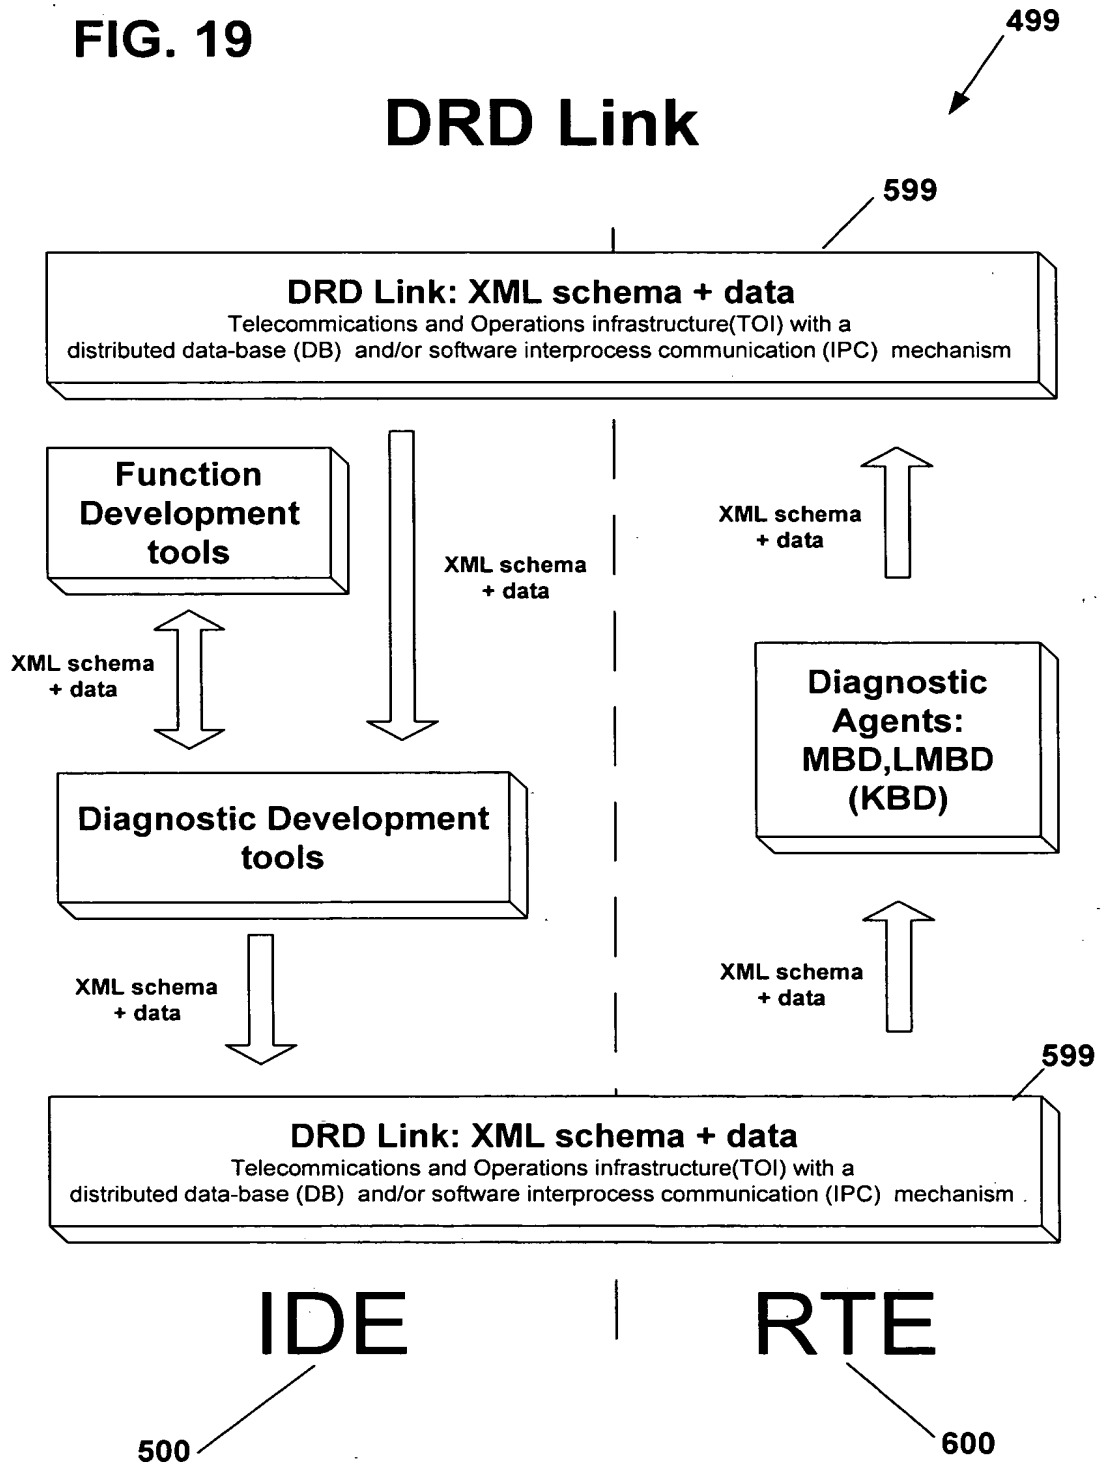 FIG. 19
499
DRD Link
599
DRD Link: XML schema + data
Telecommications and Operations infrastructure(TOI) with a
distributed data-base (DB) and/or software interprocess communication (IPC) mechanism
Function
Development
tools
XML schema
+ data
XML schema
+ data
XML schema
+ data
Diagnostic
Agents:
MBD,LMBD
(KBD)
Diagnostic Development
tools
XML schema
+ data
XML schema
+ data
599
DRD Link: XML schema + data
Telecommications and Operations infrastructure(TOI) with a
distributed data-base (DB) and/or software interprocess communication (IPC) mechanism
IDE
RTE
500
600